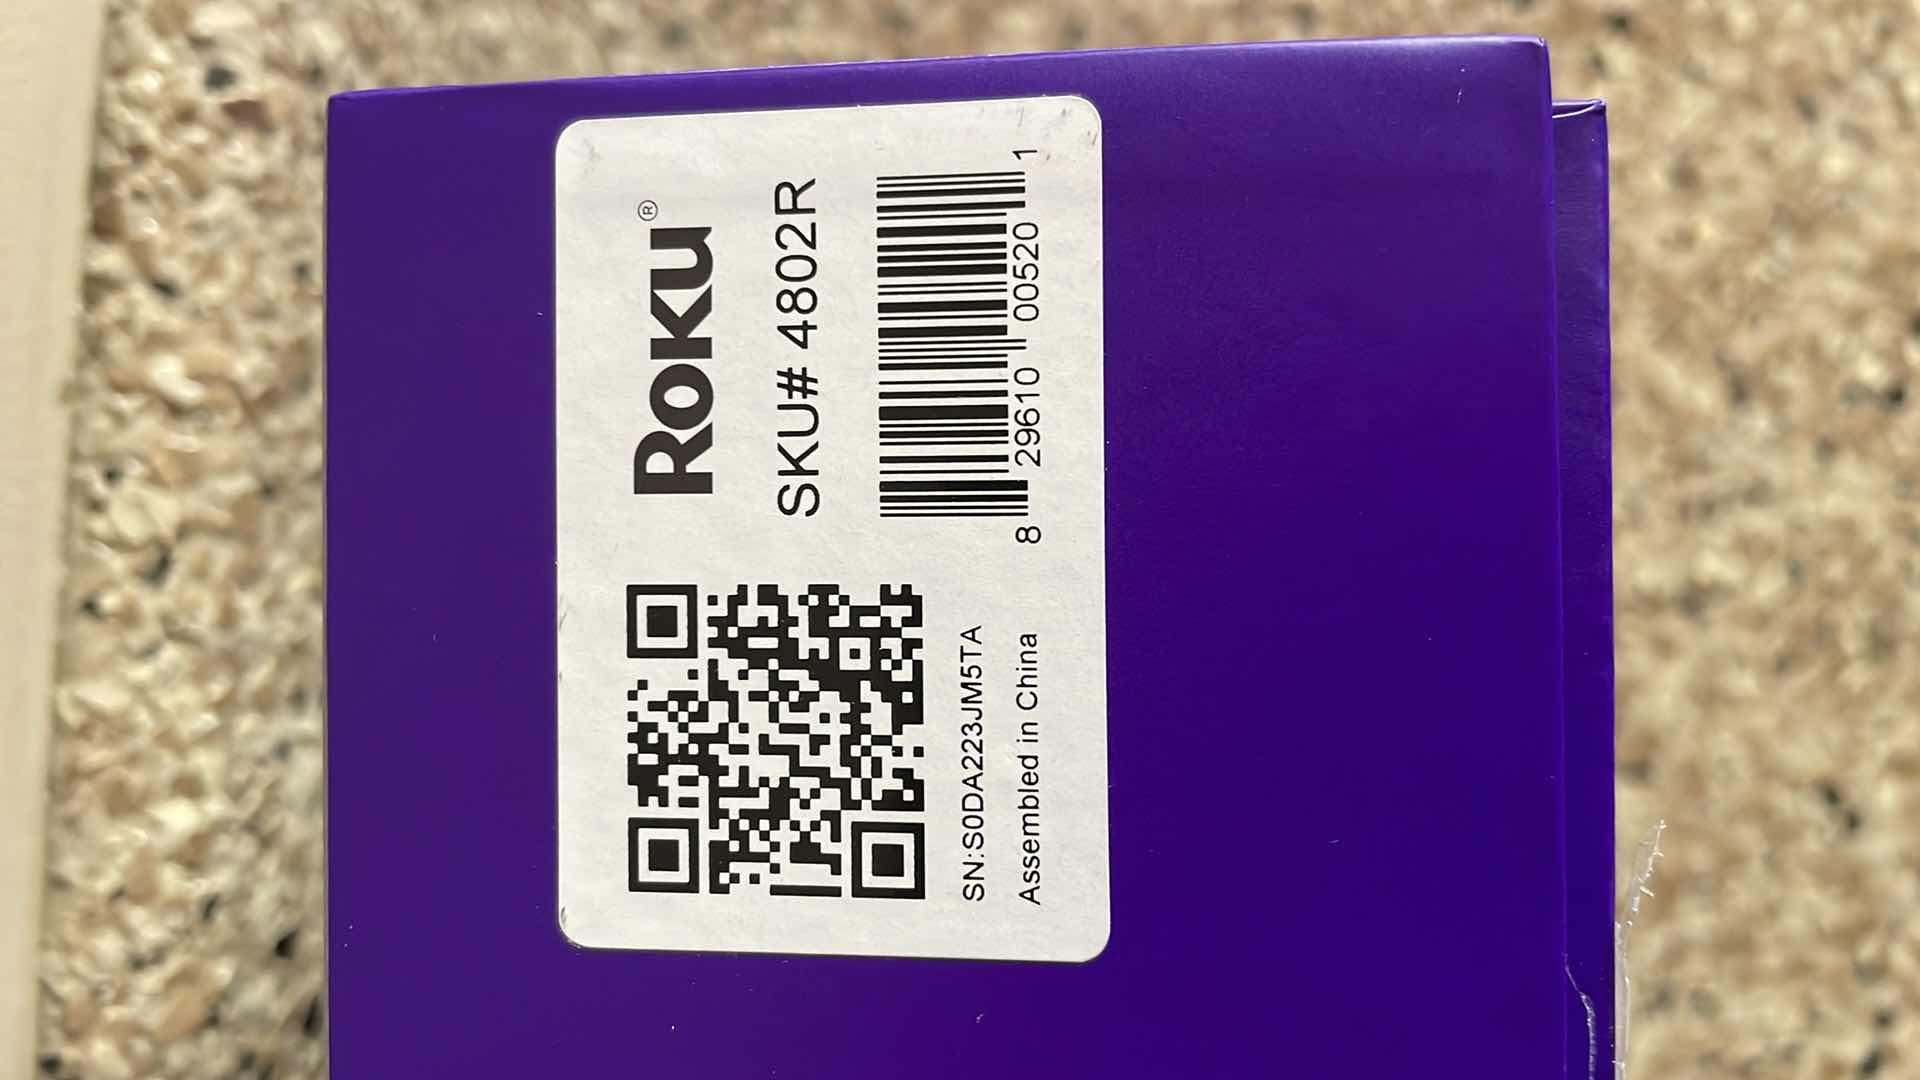 Roku®
SKU# 4802R
8 29610 00520 1
SN:S0DA223JM5TA
Assembled in China